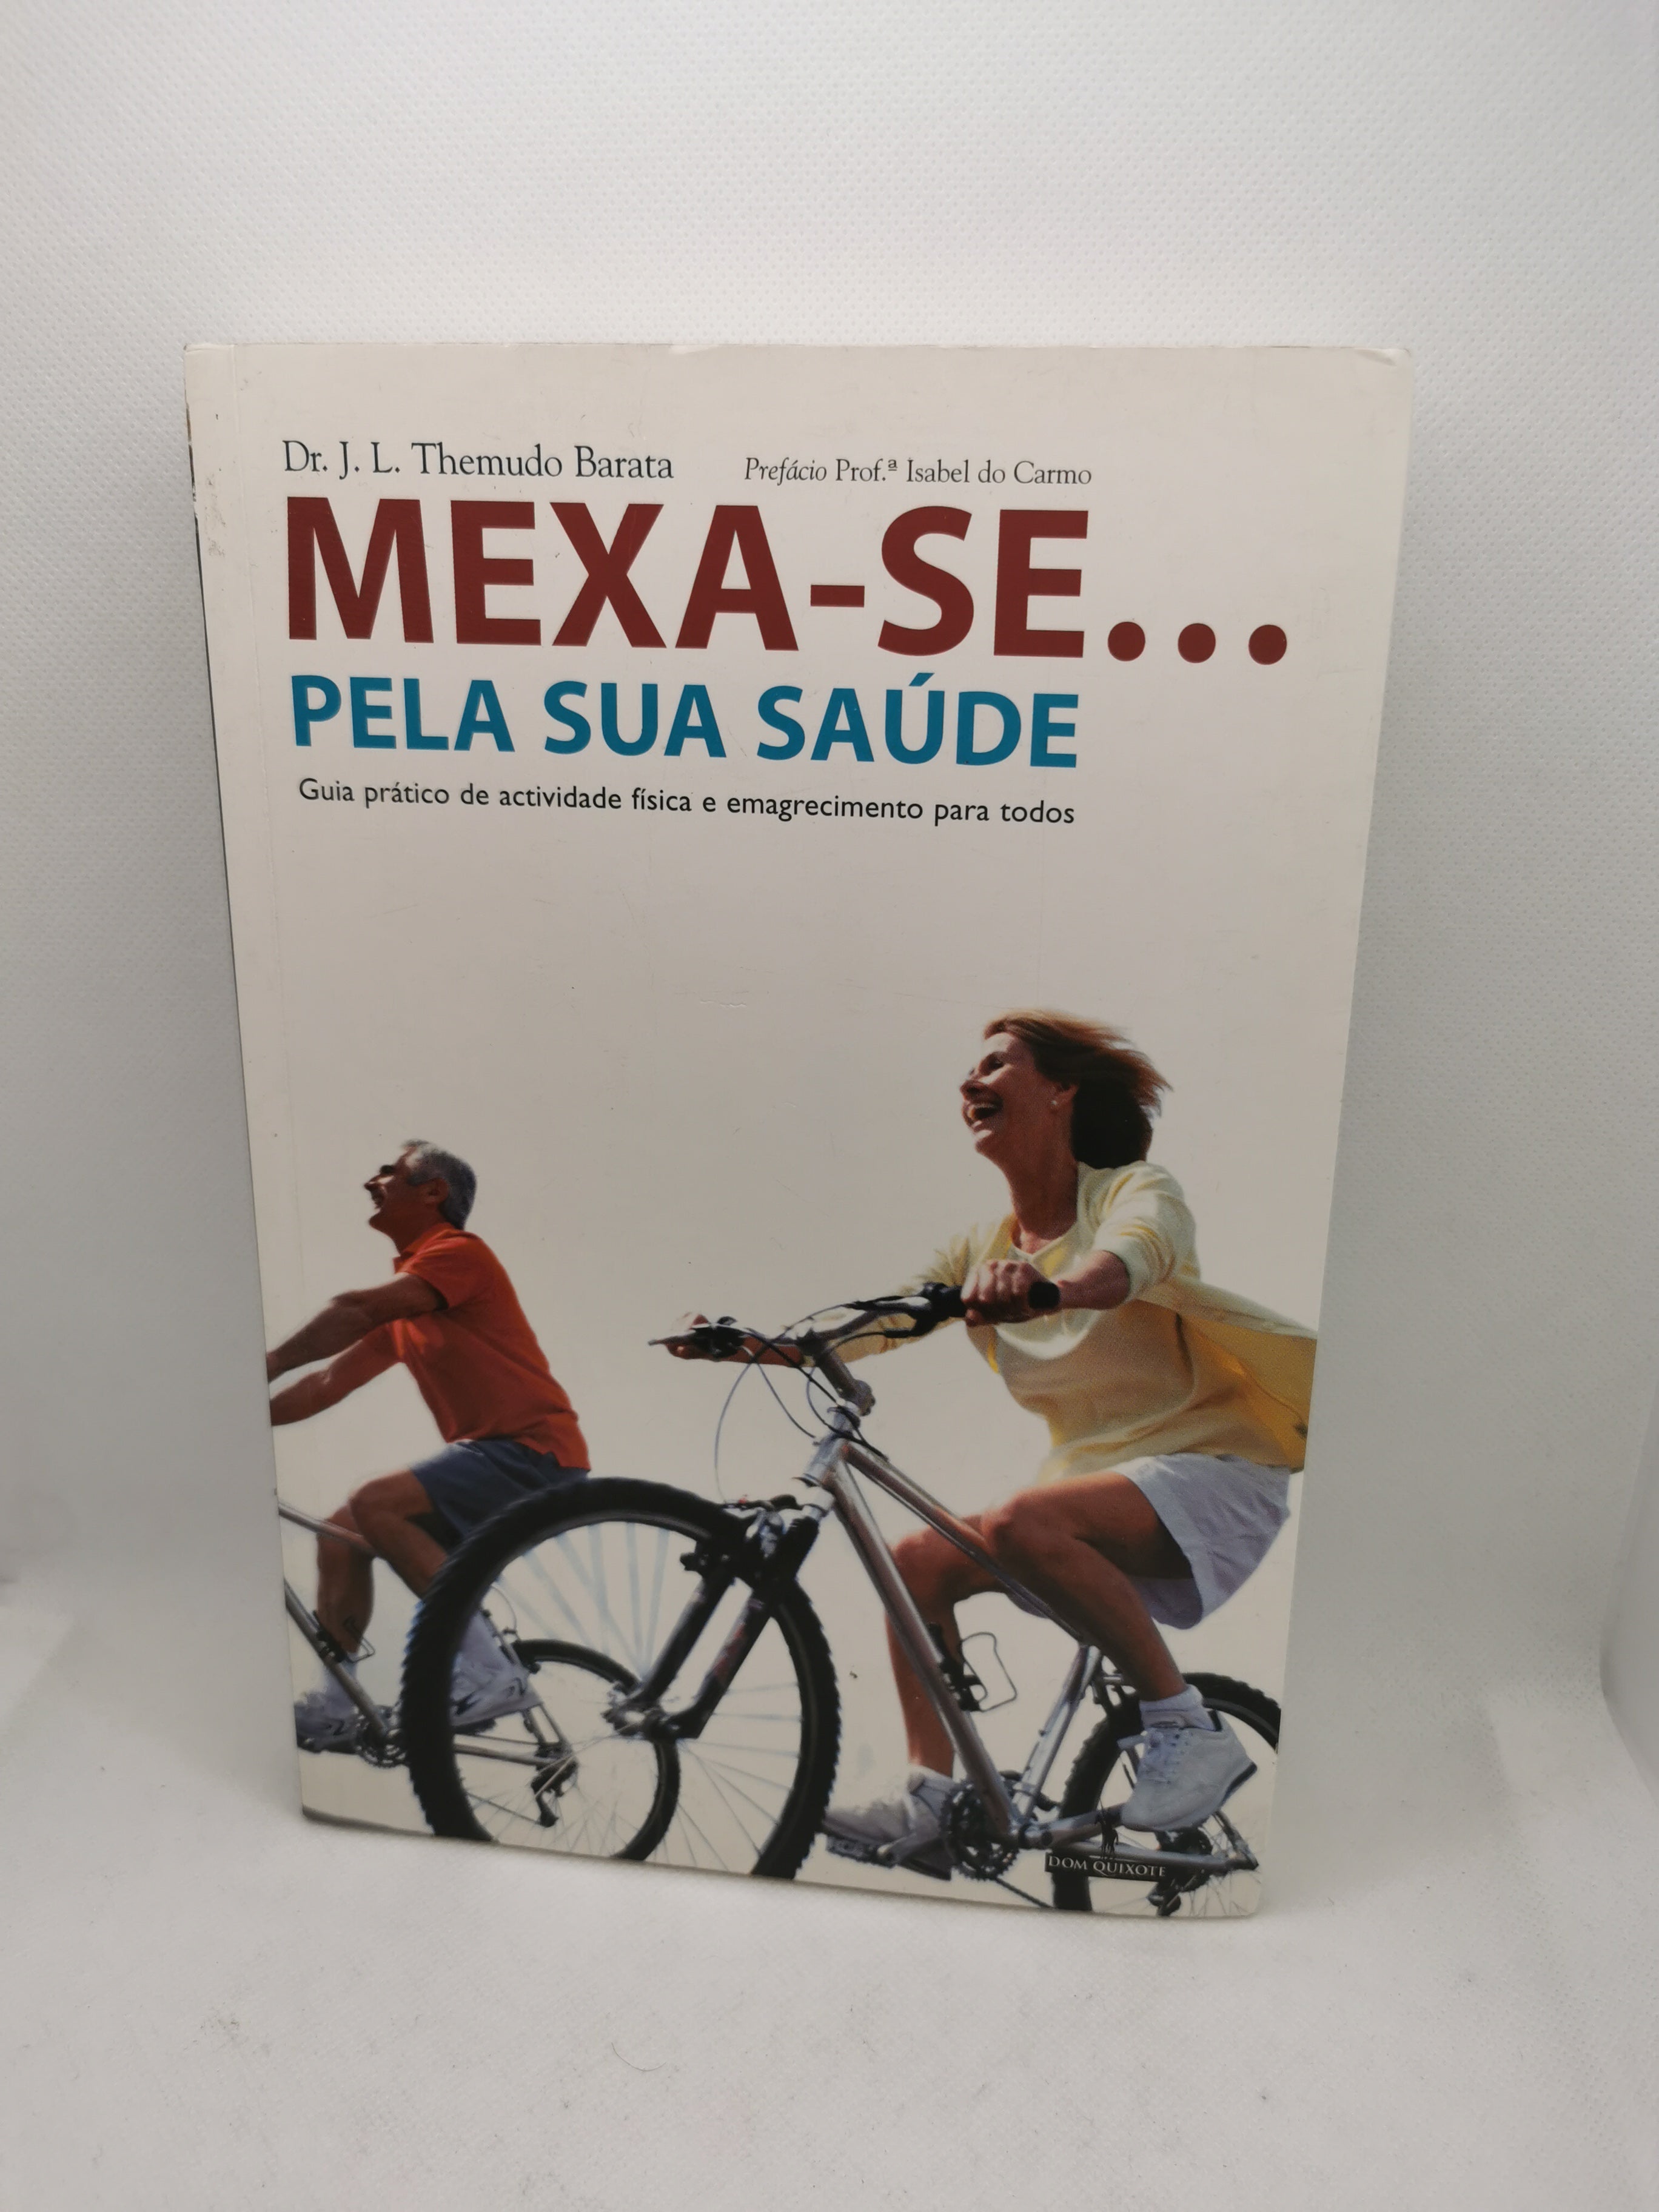 Dr. J. L. Themudo Barata
Prefácio Prof.ª Isabel do Carmo
MEXA-SE...
PELA SUA SAÚDE
Guia prático de actividade física e emagrecimento para todos
DOM QUIXOTE